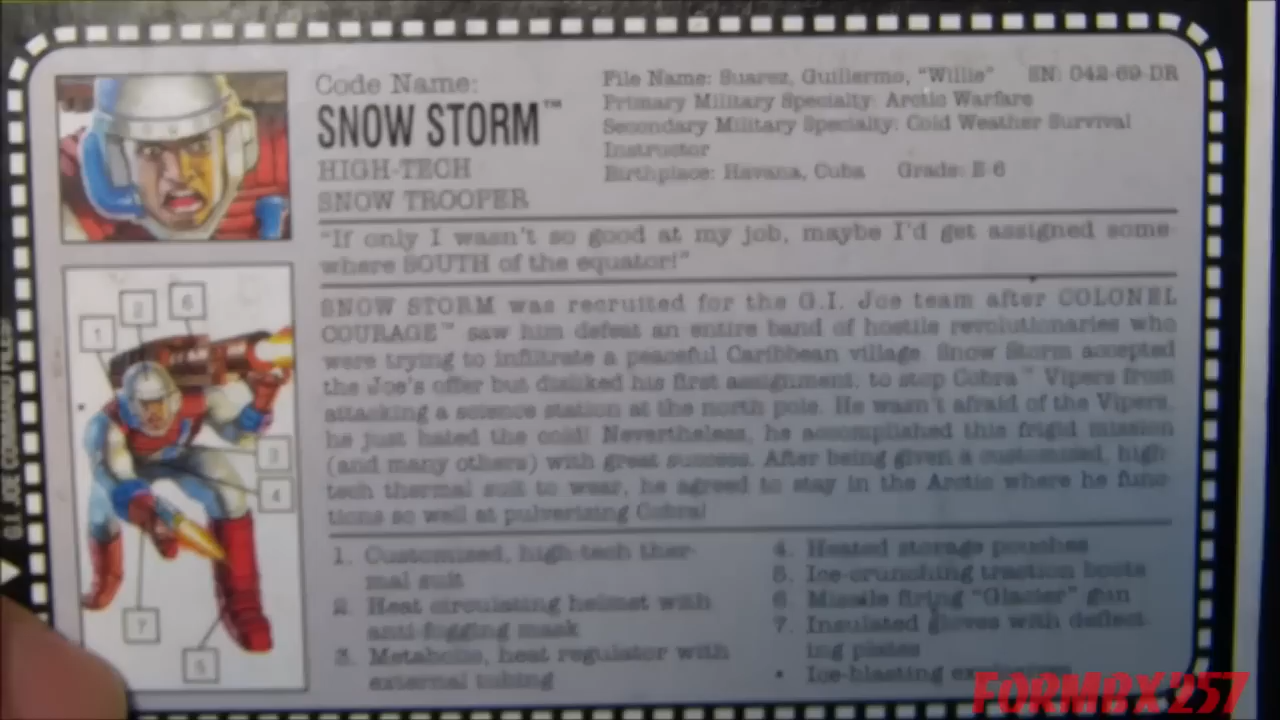 Code Name:
SNOW STORM™
HIGH-TECH
SNOW TROOPER
File Name: Suarez, Guillermo, "Willie" SN: 042-69-DR
Primary Military Specialty: Arctic Warfare
Secondary Military Specialty: Cold Weather Survival
Instructor
Birthplace: Havana, Cuba Grade: E-6
"If only I wasn't so good at my job, maybe I'd get assigned some-
where SOUTH of the equator!"
SNOW STORM was recruited for the G.I. Joe team after COLONEL
COURAGE™ saw him defeat an entire band of hostile revolutionaries who
were trying to infiltrate a peaceful Caribbean village. Snow Storm accepted
the Joe's offer but disliked his first assignment, to stop Cobra™ Vipers from
attacking a science station at the north pole. He wasn't afraid of the Vipers,
he just hated the cold! Nevertheless, he accomplished this frigid mission
(and many others) with great success. After being given a customized, high-
tech thermal suit to wear, he agreed to stay in the Arctic where he func-
tions so well at pulverizing Cobra!
1. Customized, high-tech ther-
mal suit
2. Heat circulating helmet with
anti-fogging mask
3. Metabolic, heat regulator with
external tubing
4. Heated storage pouches
5. Ice-crunching traction boots
6. Missile firing "Glacier" gun
7. Insulated gloves with deflect-
ing plates
• Ice-blasting explosives
1
2
6
3
4
7
5
G.I. JOE COMMAND FILES
FORMBX257